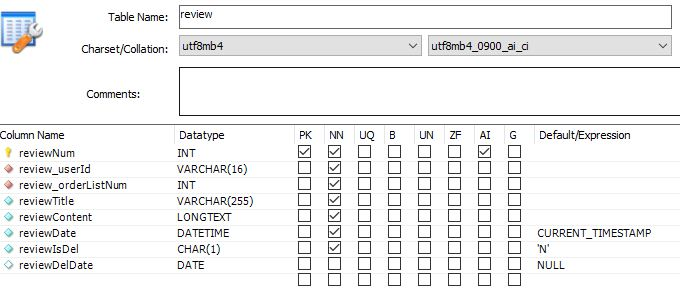 Table Name: review
Charset/Collation: utf8mb4 utf8mb4_0900_ai_ci
Comments:
Column Name Datatype PK NN UQ B UN ZF AI G Default/Expression
reviewNum INT
review_userId VARCHAR(16)
review_orderListNum INT
reviewTitle VARCHAR(255)
reviewContent LONGTEXT
reviewDate DATETIME CURRENT_TIMESTAMP
reviewIsDel CHAR(1) 'N'
reviewDelDate DATE NULL